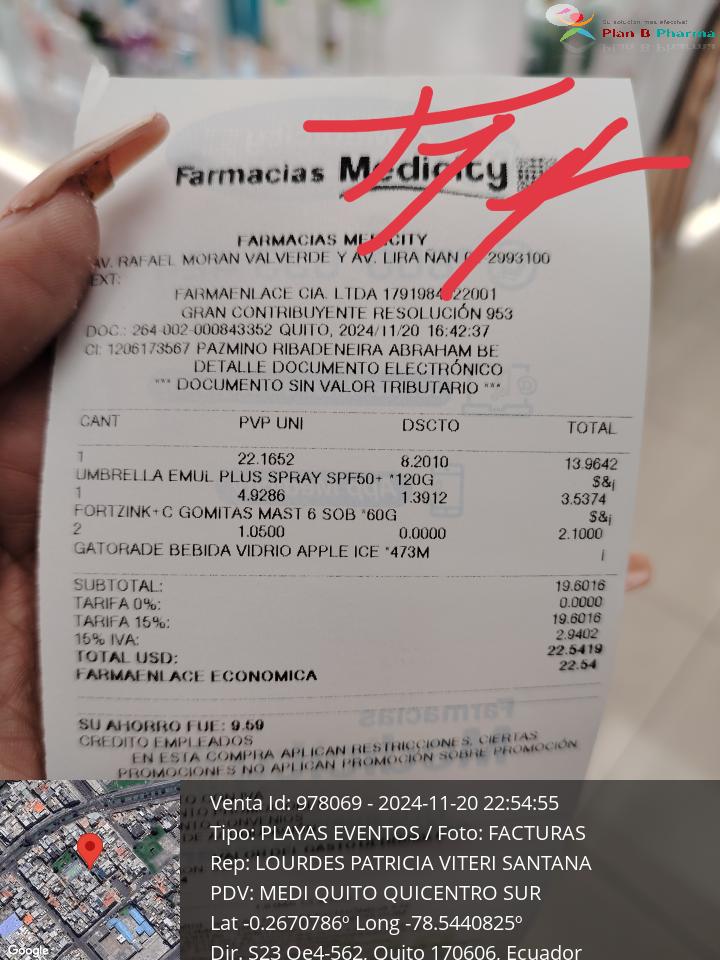 Su solución más efectiva!
Plan B Pharma
Farmacias Medicity
FARMACIAS MEDICITY
AV. RAFAEL MORAN VALVERDE Y AV. LIRA ÑAN 2993100
EXT:
FARMAENLACE CIA. LTDA
GRAN CONTRIBUYENTE RESOLUCIÓN 953
DOC.: 264-002-000843352 QUITO, 2024/11/20 16:42:37
CI: 1206173567 PAZMINO RIBADENEIRA ABRAHAM BE
DETALLE DOCUMENTO ELECTRÓNICO
*** DOCUMENTO SIN VALOR TRIBUTARIO ***
CANT PVP UNI DSCTO TOTAL
1 22.1652 8.2010 13.9642
UMBRELLA EMUL PLUS SPRAY SPF50+ *120G $&¡
1 4.9286 1.3912 3.5374
FORTZINK+C GOMITAS MAST 6 SOB *60G $&¡
2 1.0500 0.0000 2.1000
GATORADE BEBIDA VIDRIO APPLE ICE *473M ¡
SUBTOTAL: 19.6016
TARIFA 0%: 0.0000
TARIFA 15%: 19.6016
15% IVA: 2.9402
TOTAL USD: 22.5419
FARMAENLACE ECONOMICA 22.54
SU AHORRO FUE: 9.59
CREDITO EMPLEADOS
EN ESTA COMPRA APLICAN RESTRICCIONES, CIERTAS
PROMOCIONES NO APLICAN PROMOCIÓN SOBRE PROMOCIÓN
Venta Id: 978069 - 2024-11-20 22:54:55
Tipo: PLAYAS EVENTOS / Foto: FACTURAS
Rep: LOURDES PATRICIA VITERI SANTANA
PDV: MEDI QUITO QUICENTRO SUR
Lat -0.2670786º Long -78.5440825º
Dir. S23 Oe4-562, Quito 170606, Ecuador
Google